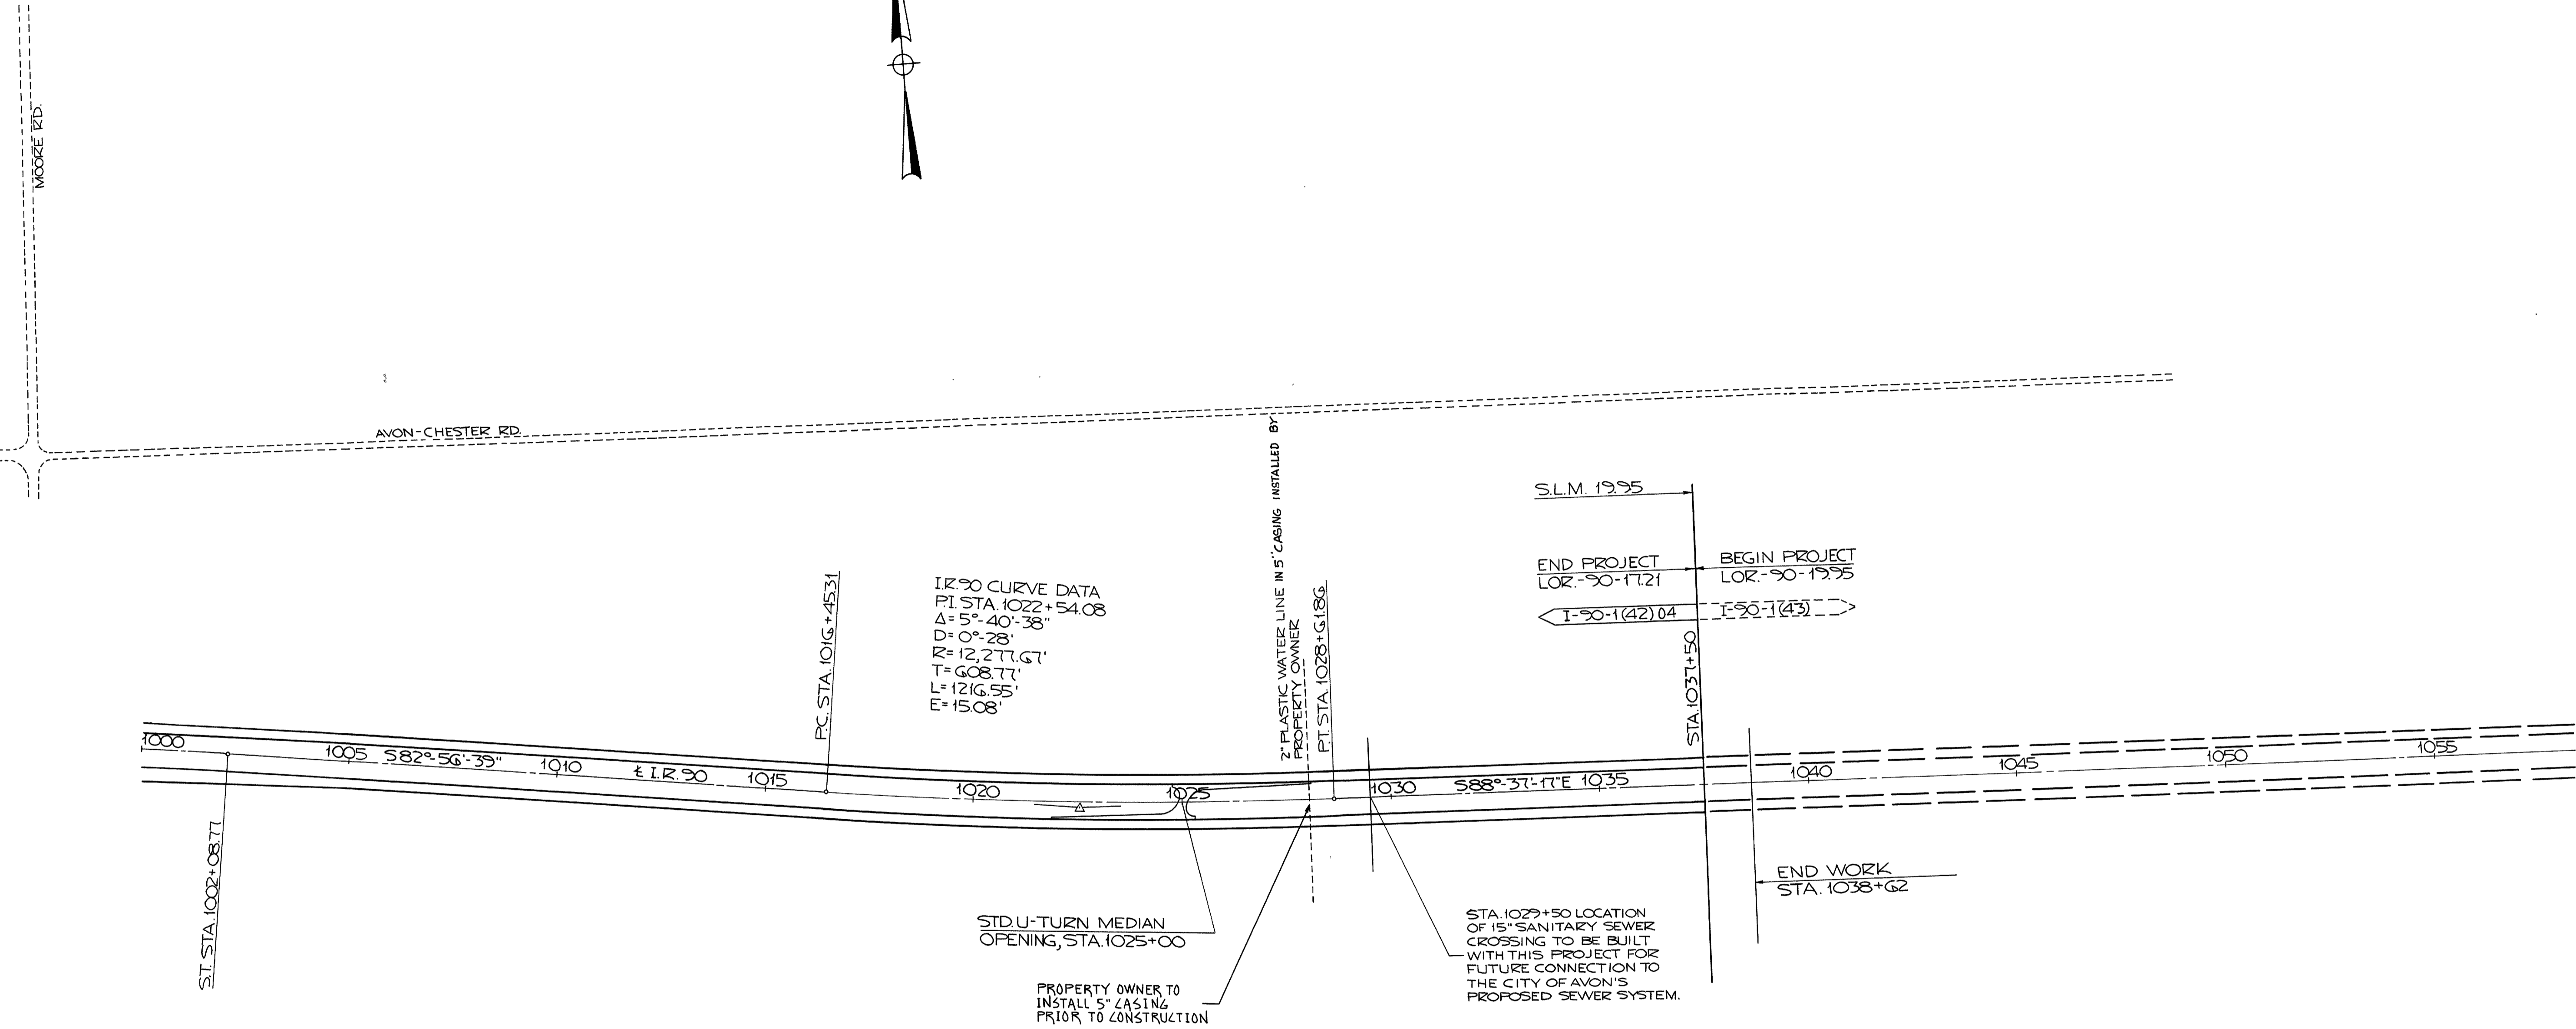 MOORE RD.
AVON-CHESTER RD.
2" PLASTIC WATER LINE IN 5" CASING INSTALLED BY
PROPERTY OWNER
S.L.M. 19.95
END PROJECT
LOR.-90-17.21
BEGIN PROJECT
LOR.-90-19.95
I-90-1(42)04
I-90-1(43)
P.C. STA. 1016+45.31
I.R.90 CURVE DATA
P.I. STA. 1022+54.08
Δ= 5°-40'-38"
D= 0°-28'
R= 12,277.67'
T= 608.77'
L= 1216.55'
E= 15.08'
P.T. STA. 1028+61.86
STA. 1037+50
1000
1005
S82°-56'-39"
1010
℄ I.R. 90
1015
1020
Δ
1025
1030
S88°-37'-17"E
1035
1040
1045
1050
1055
S.T. STA. 1002+08.77
STD. U-TURN MEDIAN
OPENING, STA. 1025+00
PROPERTY OWNER TO
INSTALL 5" CASING
PRIOR TO CONSTRUCTION
STA. 1029+50 LOCATION
OF 15" SANITARY SEWER
CROSSING TO BE BUILT
WITH THIS PROJECT FOR
FUTURE CONNECTION TO
THE CITY OF AVON'S
PROPOSED SEWER SYSTEM.
END WORK
STA. 1038+62